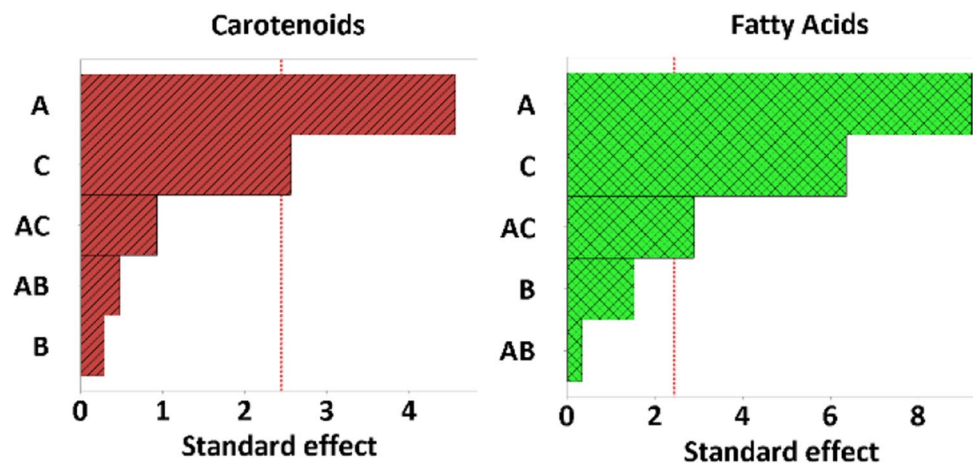 Carotenoids
A
C
AC
AB
B
0 1 2 3 4
Standard effect
Fatty Acids
A
C
AC
B
AB
0 2 4 6 8
Standard effect